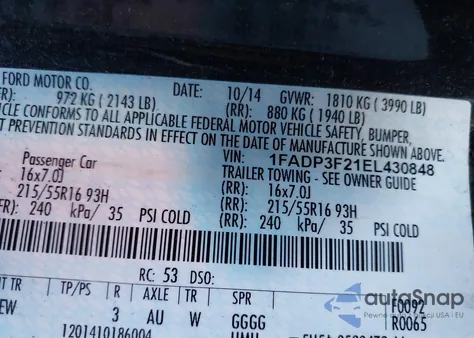 FORD MOTOR CO.
DATE: 10/14 GVWR: 1810 KG ( 3990 LB)
972 KG ( 2143 LB) (RR): 880 KG ( 1940 LB)
CONFORMS TO ALL APPLICABLE FEDERAL MOTOR VEHICLE SAFETY, BUMPER,
PREVENTION STANDARDS IN EFFECT ON THE DATE OF MANUFACTURE SHOWN ABOVE.
VIN: 1FADP3F21EL430848
Passenger Car TRAILER TOWING - SEE OWNER GUIDE
16x7.0J (RR): 16x7.0J
215/55R16 93H 215/55R16 93H
240 kPa/ 35 PSI COLD (RR): 240 kPa/ 35 PSI COLD
RC: 53 DSO:
INT TR TP/PS R AXLE TR SPR F0092
EW 3 AU W GGGG R0065
1201410186004
autoSnap